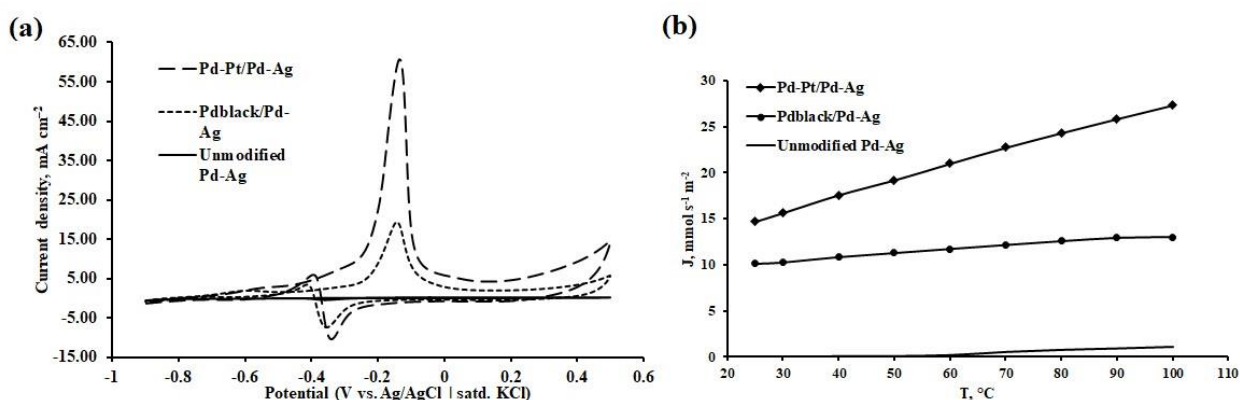 (a)
65.00
55.00
45.00
35.00
25.00
15.00
5.00
-5.00
-15.00
Current density, mA cm⁻²
Pd-Pt/Pd-Ag
Pdblack/Pd-
Ag
Unmodified
Pd-Ag
-1
-0.8
-0.6
-0.4
-0.2
0
0.2
0.4
0.6
Potential (V vs. Ag/AgCl | satd. KCl)
(b)
30
25
20
15
10
5
0
J, mmol s⁻¹ m⁻²
Pd-Pt/Pd-Ag
Pdblack/Pd-Ag
Unmodified Pd-Ag
20
30
40
50
60
70
80
90
100
110
T, °C